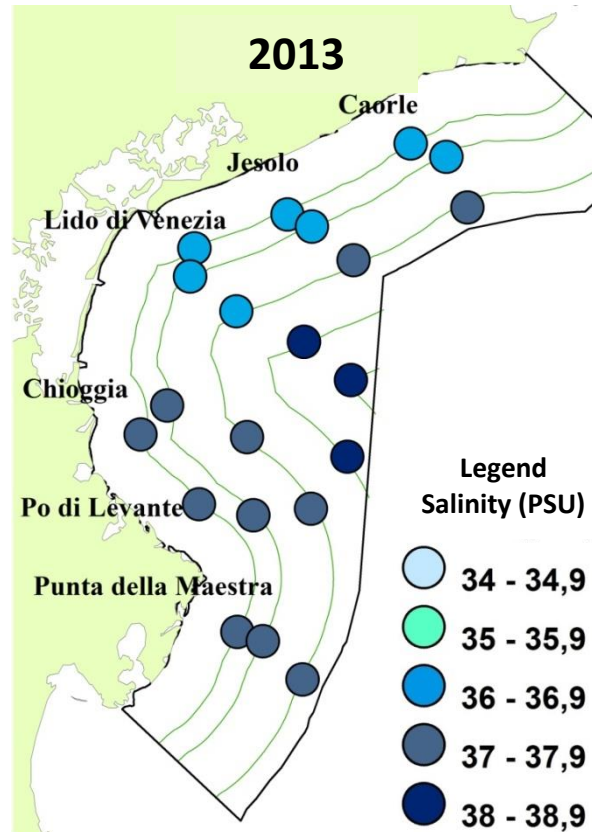 2013
Caorle
Jesolo
Lido di Venezia
Chioggia
Po di Levante
Punta della Maestra
Legend
Salinity (PSU)
34 - 34,9
35 - 35,9
36 - 36,9
37 - 37,9
38 - 38,9